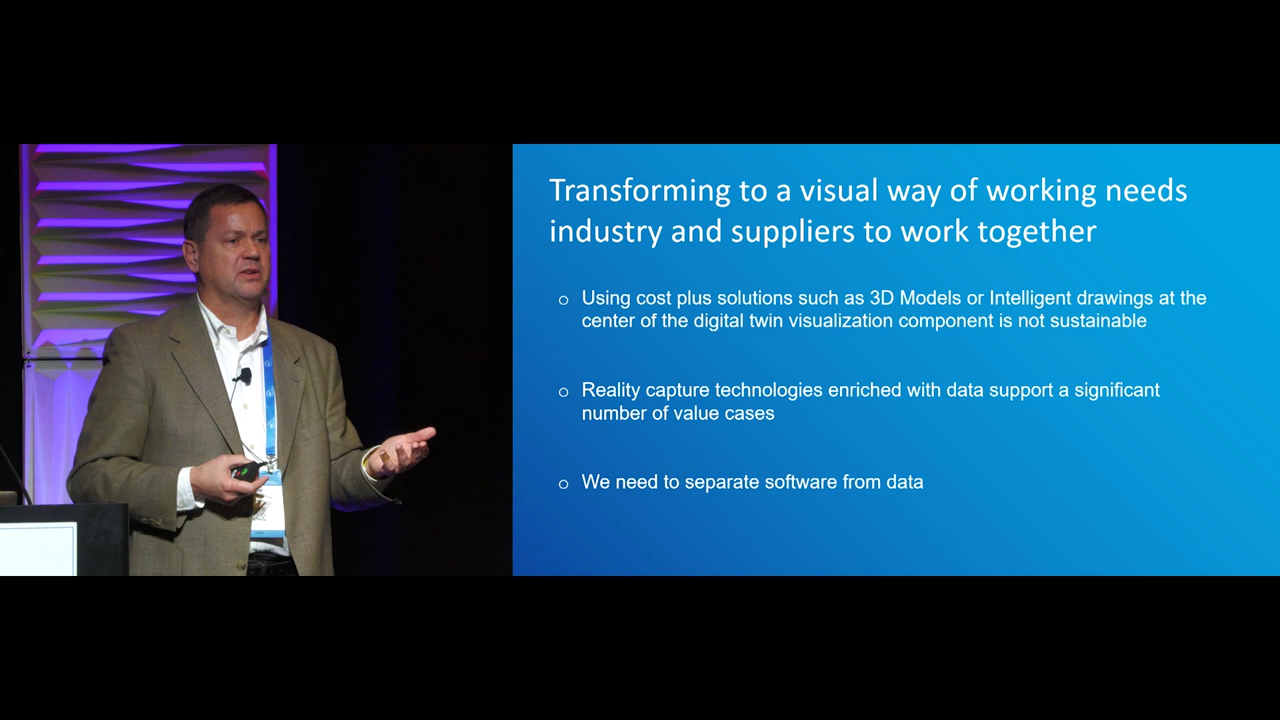 Transforming to a visual way of working needs
industry and suppliers to work together
o Using cost plus solutions such as 3D Models or Intelligent drawings at the
center of the digital twin visualization component is not sustainable
o Reality capture technologies enriched with data support a significant
number of value cases
o We need to separate software from data